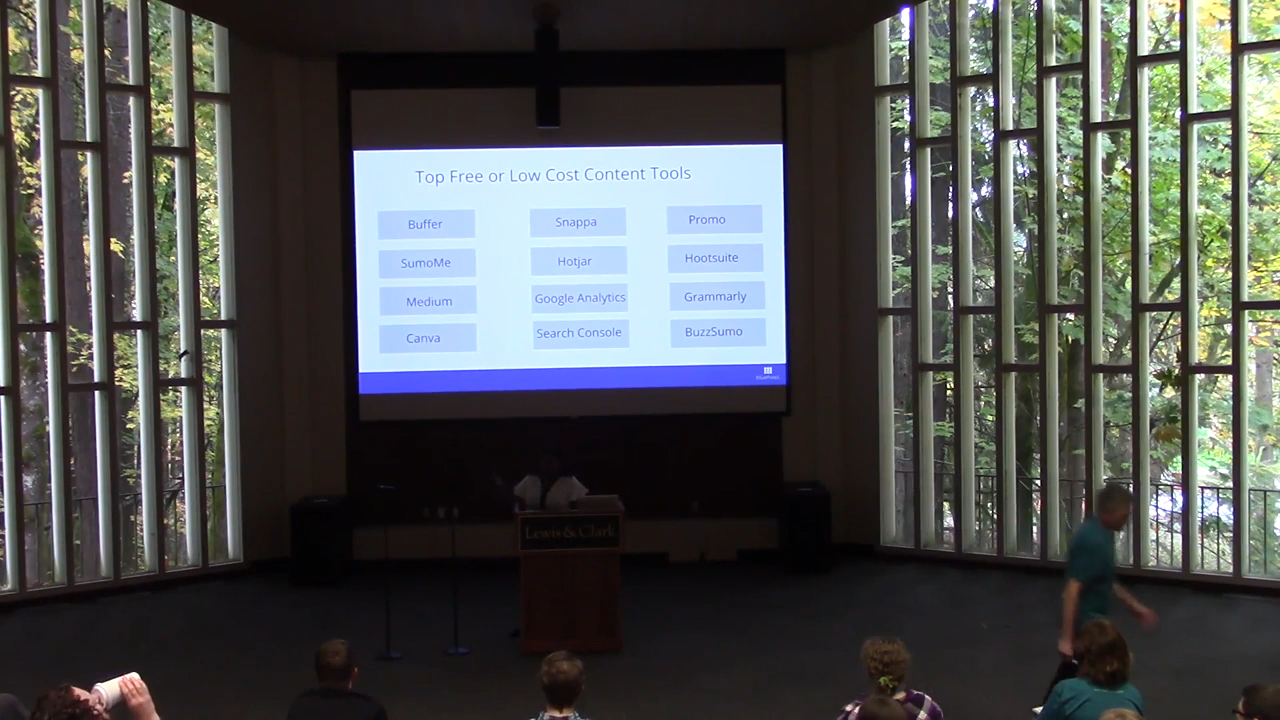 Top Free or Low Cost Content Tools
Buffer
Snappa
Promo
SumoMe
Hotjar
Hootsuite
Medium
Google Analytics
Grammarly
Canva
Search Console
BuzzSumo
Lewis & Clark